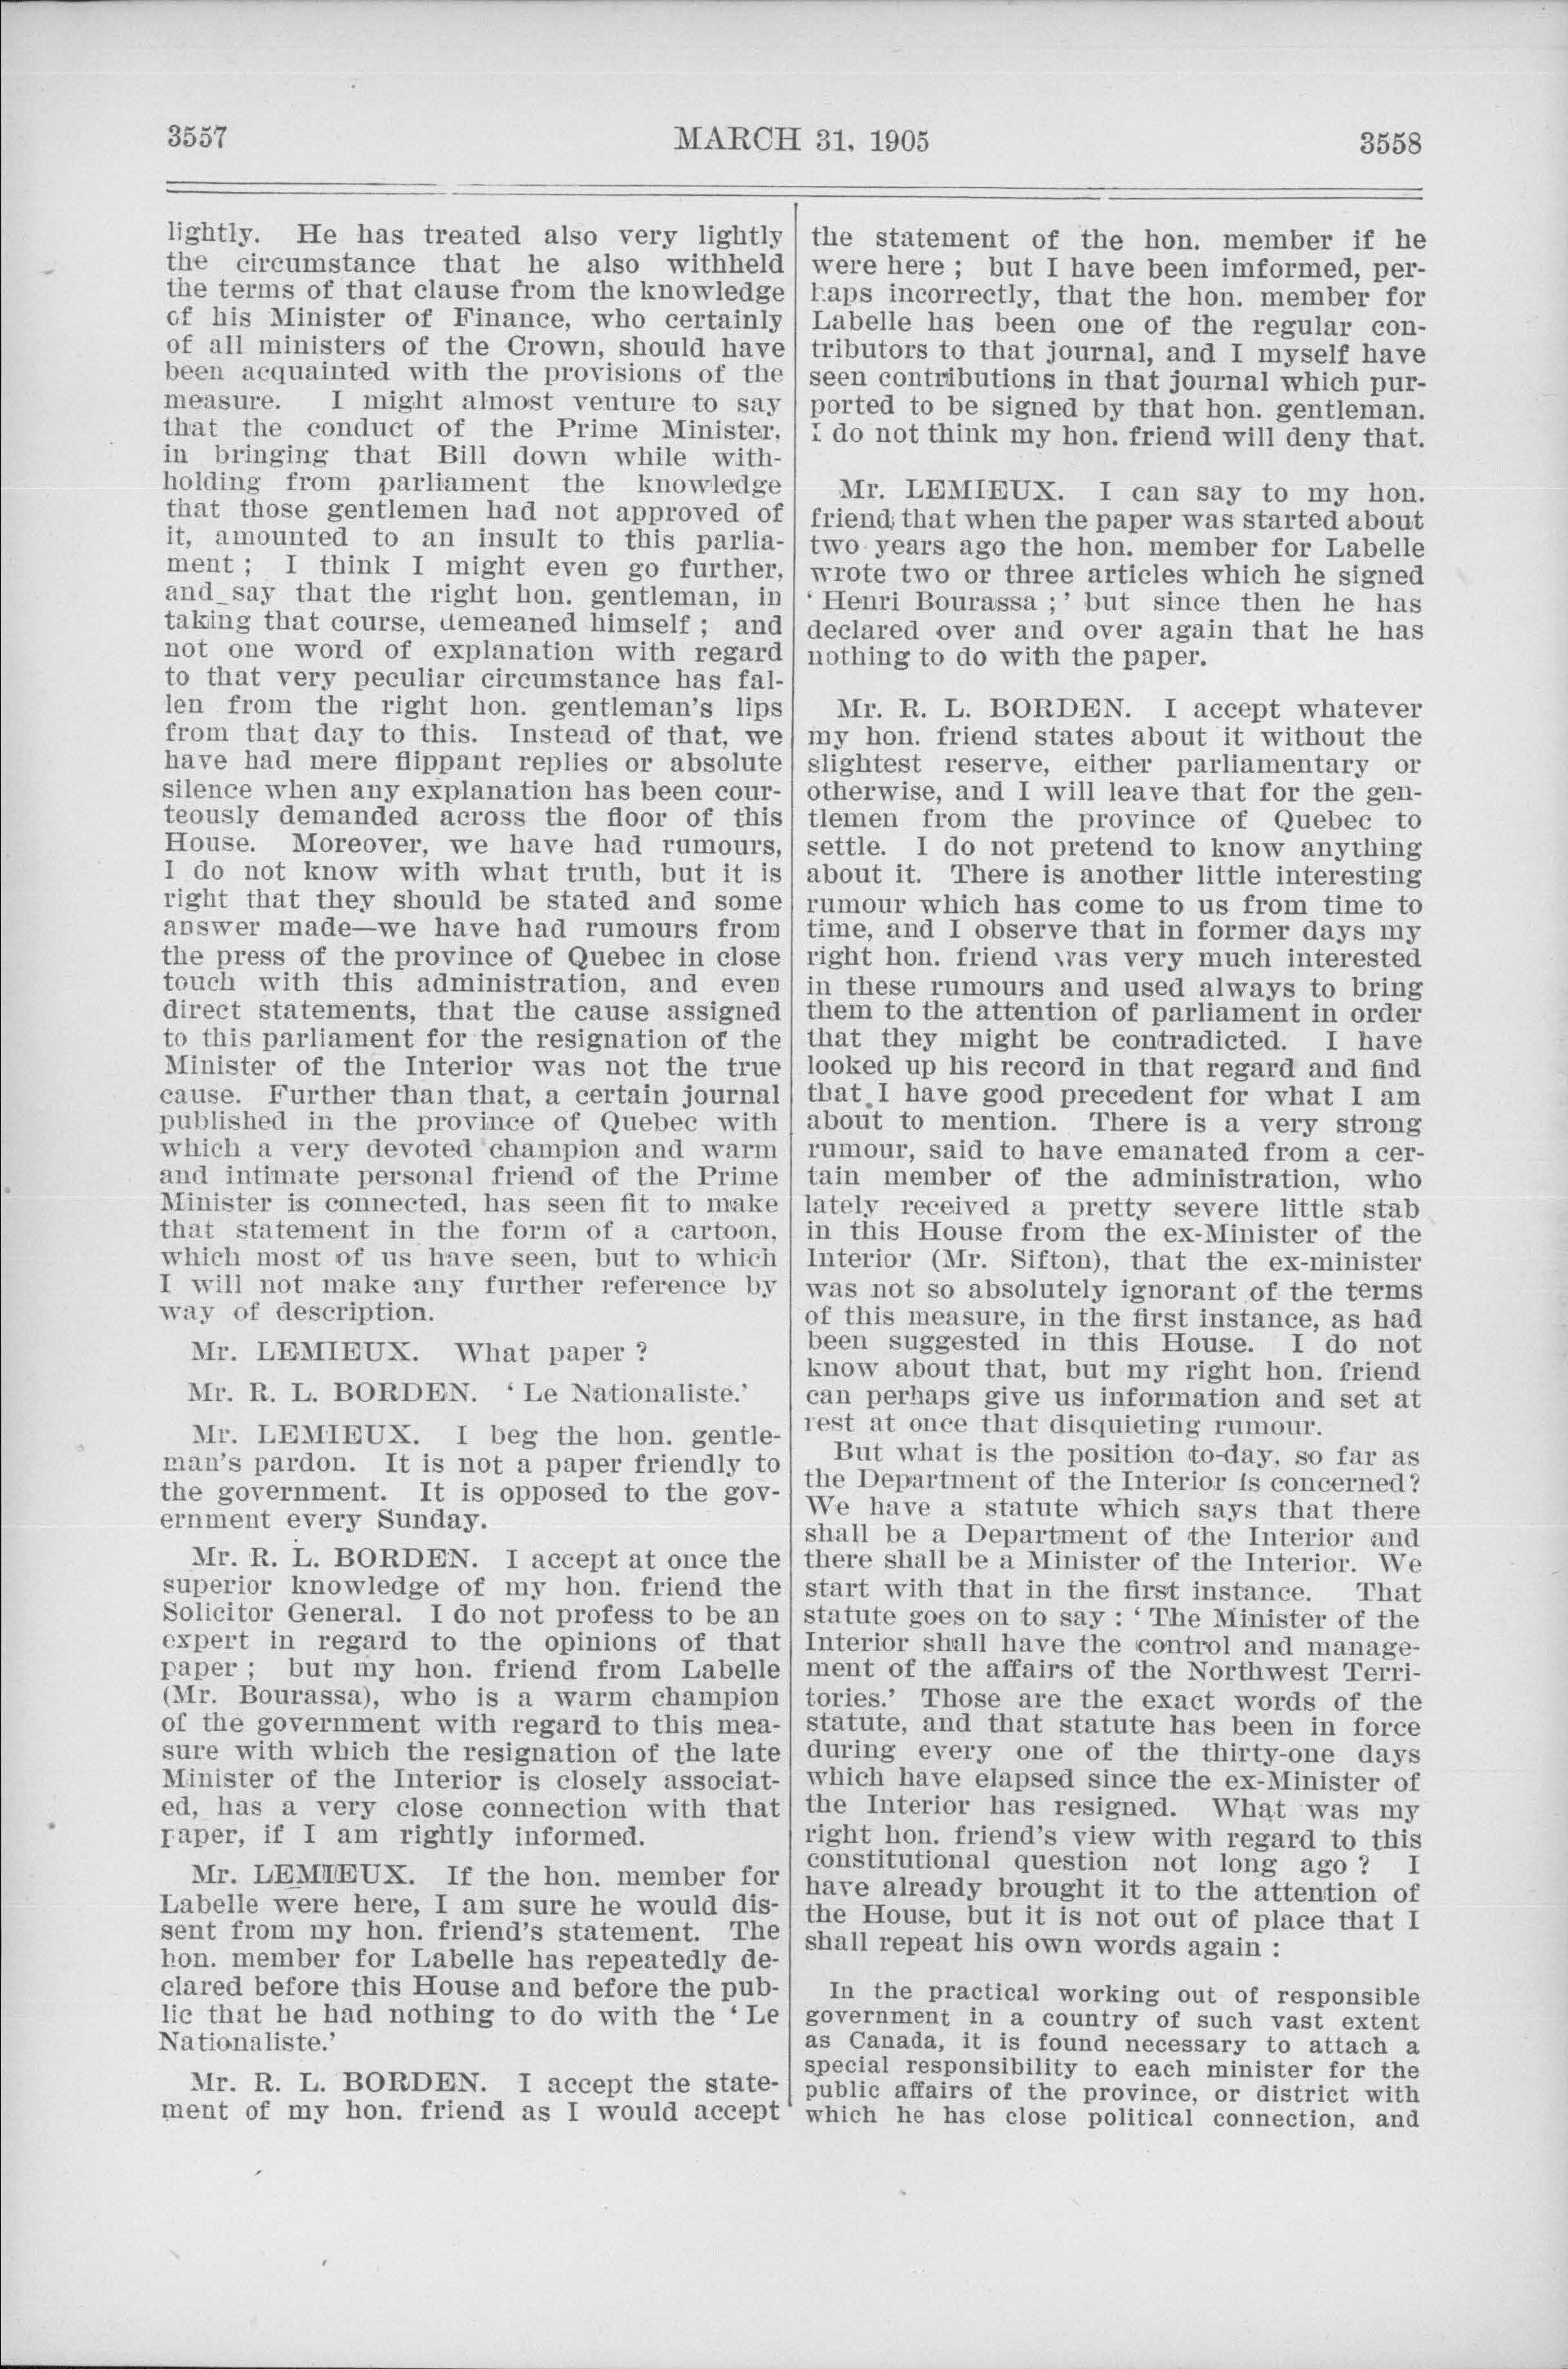 3557 MARCH 31, 1905 3558
lightly. He has treated also very lightly
the circumstance that he also withheld
the terms of that clause from the knowledge
of his Minister of Finance, who certainly
of all ministers of the Crown, should have
been acquainted with the provisions of the
measure. I might almost venture to say
that the conduct of the Prime Minister,
in bringing that Bill down while with-
holding from parliament the knowledge
that those gentlemen had not approved of
it, amounted to an insult to this parlia-
ment ; I think I might even go further,
and say that the right hon. gentleman, in
taking that course, demeaned himself ; and
not one word of explanation with regard
to that very peculiar circumstance has fal-
len from the right hon. gentleman's lips
from that day to this. Instead of that, we
have had mere flippant replies or absolute
silence when any explanation has been cour-
teously demanded across the floor of this
House. Moreover, we have had rumours,
I do not know with what truth, but it is
right that they should be stated and some
answer made—we have had rumours from
the press of the province of Quebec in close
touch with this administration, and even
direct statements, that the cause assigned
to this parliament for the resignation of the
Minister of the Interior was not the true
cause. Further than that, a certain journal
published in the province of Quebec with
which a very devoted champion and warm
and intimate personal friend of the Prime
Minister is connected, has seen fit to make
that statement in the form of a cartoon,
which most of us have seen, but to which
I will not make any further reference by
way of description.
Mr. LEMIEUX. What paper ?
Mr. R. L. BORDEN. ' Le Nationaliste.'
Mr. LEMIEUX. I beg the hon. gentle-
man's pardon. It is not a paper friendly to
the government. It is opposed to the gov-
ernment every Sunday.
Mr. R. L. BORDEN. I accept at once the
superior knowledge of my hon. friend the
Solicitor General. I do not profess to be an
expert in regard to the opinions of that
paper ; but my hon. friend from Labelle
(Mr. Bourassa), who is a warm champion
of the government with regard to this mea-
sure with which the resignation of the late
Minister of the Interior is closely associat-
ed, has a very close connection with that
paper, if I am rightly informed.
Mr. LEMIEUX. If the hon. member for
Labelle were here, I am sure he would dis-
sent from my hon. friend's statement. The
hon. member for Labelle has repeatedly de-
clared before this House and before the pub-
lic that he had nothing to do with the ' Le
Nationaliste.'
Mr. R. L. BORDEN. I accept the state-
ment of my hon. friend as I would accept
the statement of the hon. member if he
were here ; but I have been imformed, per-
haps incorrectly, that the hon. member for
Labelle has been one of the regular con-
tributors to that journal, and I myself have
seen contributions in that journal which pur-
ported to be signed by that hon. gentleman.
I do not think my hon. friend will deny that.
Mr. LEMIEUX. I can say to my hon.
friend that when the paper was started about
two years ago the hon. member for Labelle
wrote two or three articles which he signed
' Henri Bourassa ;' but since then he has
declared over and over again that he has
nothing to do with the paper.
Mr. R. L. BORDEN. I accept whatever
my hon. friend states about it without the
slightest reserve, either parliamentary or
otherwise, and I will leave that for the gen-
tlemen from the province of Quebec to
settle. I do not pretend to know anything
about it. There is another little interesting
rumour which has come to us from time to
time, and I observe that in former days my
right hon. friend was very much interested
in these rumours and used always to bring
them to the attention of parliament in order
that they might be contradicted. I have
looked up his record in that regard and find
that I have good precedent for what I am
about to mention. There is a very strong
rumour, said to have emanated from a cer-
tain member of the administration, who
lately received a pretty severe little stab
in this House from the ex-Minister of the
Interior (Mr. Sifton), that the ex-minister
was not so absolutely ignorant of the terms
of this measure, in the first instance, as had
been suggested in this House. I do not
know about that, but my right hon. friend
can perhaps give us information and set at
rest at once that disquieting rumour.
But what is the position to-day, so far as
the Department of the Interior is concerned?
We have a statute which says that there
shall be a Department of the Interior and
there shall be a Minister of the Interior. We
start with that in the first instance. That
statute goes on to say : ' The Minister of the
Interior shall have the control and manage-
ment of the affairs of the Northwest Terri-
tories.' Those are the exact words of the
statute, and that statute has been in force
during every one of the thirty-one days
which have elapsed since the ex-Minister of
the Interior has resigned. What was my
right hon. friend's view with regard to this
constitutional question not long ago ? I
have already brought it to the attention of
the House, but it is not out of place that I
shall repeat his own words again :
In the practical working out of responsible
government in a country of such vast extent
as Canada, it is found necessary to attach a
special responsibility to each minister for the
public affairs of the province, or district with
which he has close political connection, and